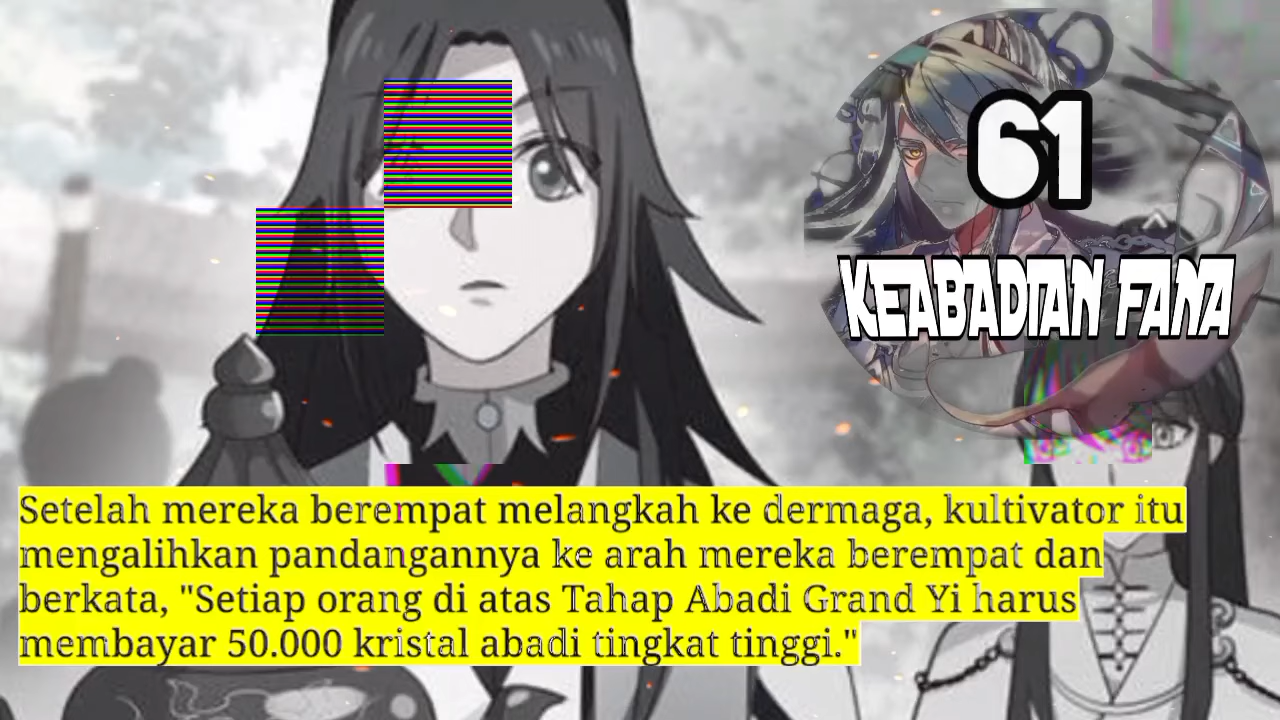 61
KEABADIAN FANA
Setelah mereka berempat melangkah ke dermaga, kultivator itu
mengalihkan pandangannya ke arah mereka berempat dan
berkata, "Setiap orang di atas Tahap Abadi Grand Yi harus
membayar 50.000 kristal abadi tingkat tinggi."